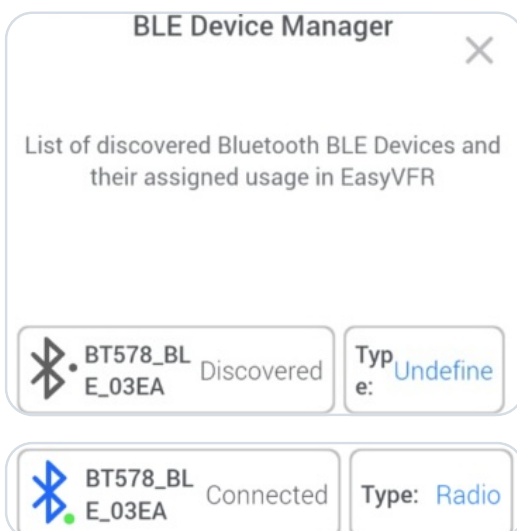 BLE Device Manager
List of discovered Bluetooth BLE Devices and
their assigned usage in EasyVFR
BT578_BL
E_03EA
Discovered
Typ
e:
Undefine
BT578_BL
E_03EA
Connected
Type: Radio